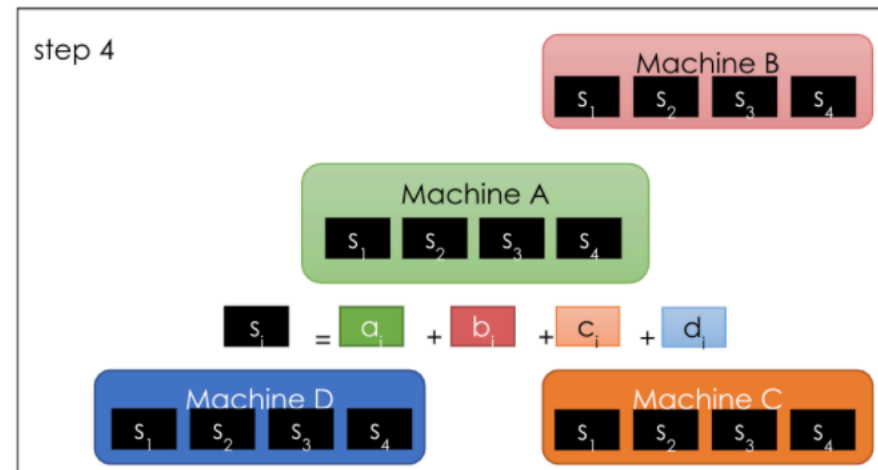 step 4
Machine B
s₁ s₂ s₃ s₄
Machine A
s₁ s₂ s₃ s₄
sᵢ = aᵢ + bᵢ + cᵢ + dᵢ
Machine D
s₁ s₂ s₃ s₄
Machine C
s₁ s₂ s₃ s₄